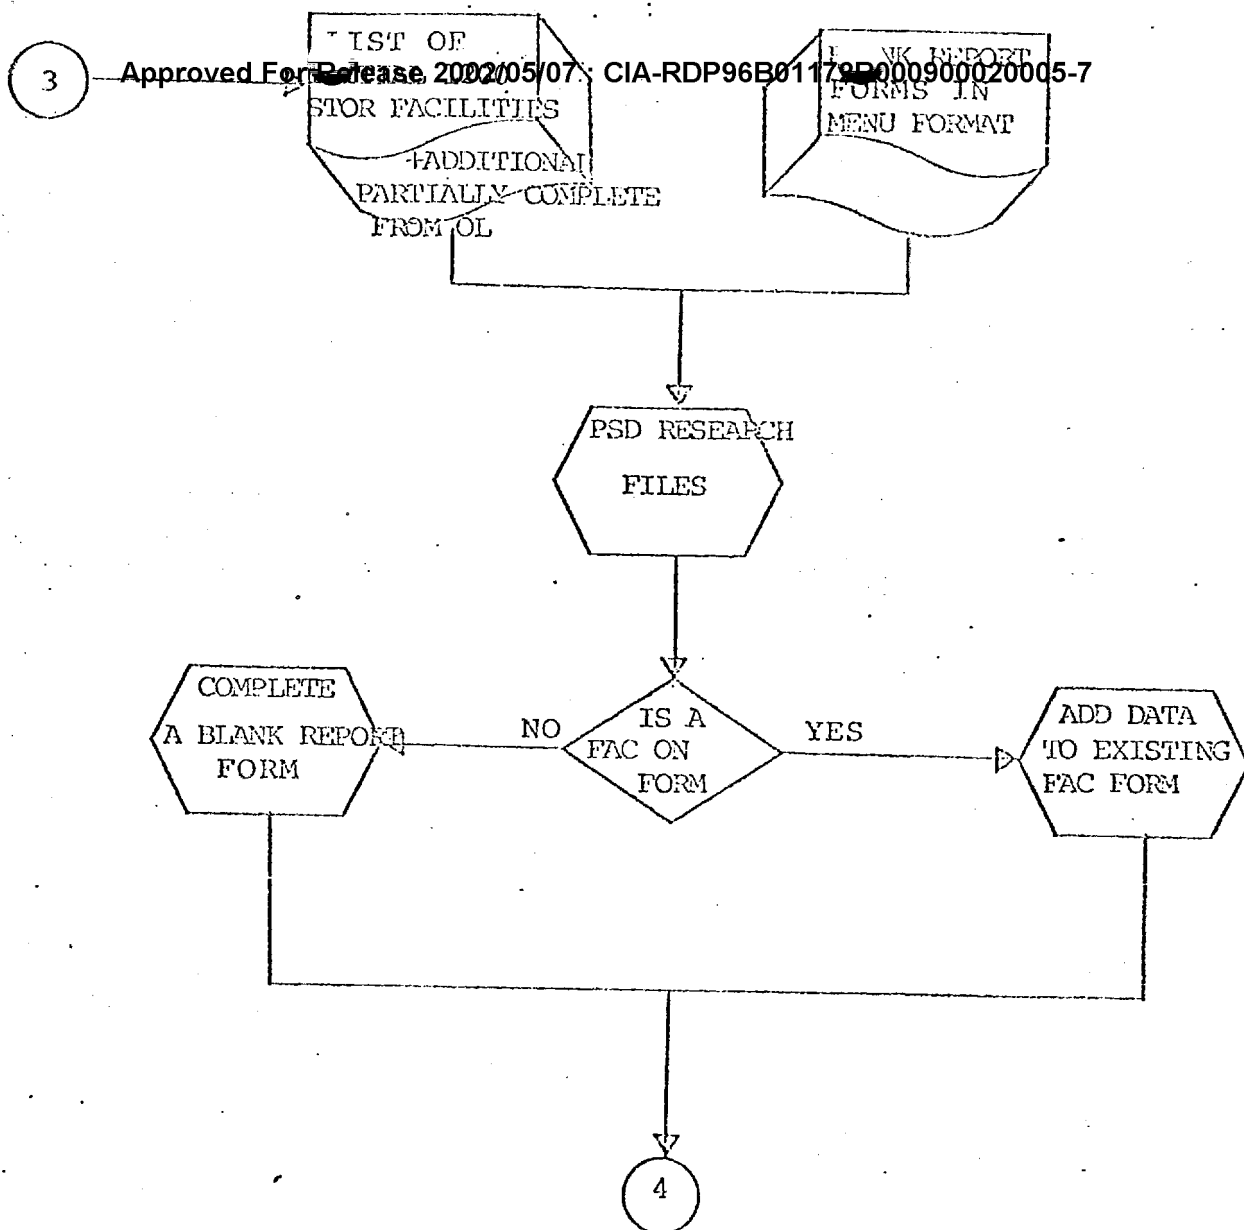 3
Approved For Release 2002/05/07 : CIA-RDP96B01172R000900020005-7
LIST OF
STOR FACILITIES
+ADDITIONAL
PARTIALLY COMPLETE
FROM OL
REPORT
FORMS IN
MENU FORMAT
PSD RESEARCH
FILES
IS A
FAC ON
FORM
NO
YES
COMPLETE
A BLANK REPORT
FORM
ADD DATA
TO EXISTING
FAC FORM
4